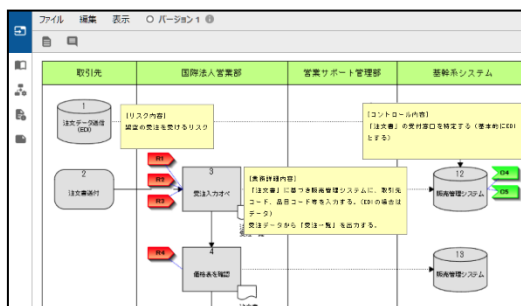 ファイル 編集 表示 バージョン 1
取引先 国際法人営業部 営業サポート管理部 基幹系システム
1
注文データ送信
(EDI)
[リスク内容]
架空の受注を受けるリスク
[コントロール内容]
「注文書」の受付窓口を特定する(基本的にEDI
とする)
2
注文書送付
R1
R2
R3
3
受注入力オペ
[業務詳細内容]
「注文書」に基づき販売管理システムに、取引先
コード、品目コード等を入力する。(EDIの場合は
データ)
受注データから「受注一覧」を出力する。
12
販売管理システム
C4
C5
R4
4
価格表を確認
13
販売管理システム